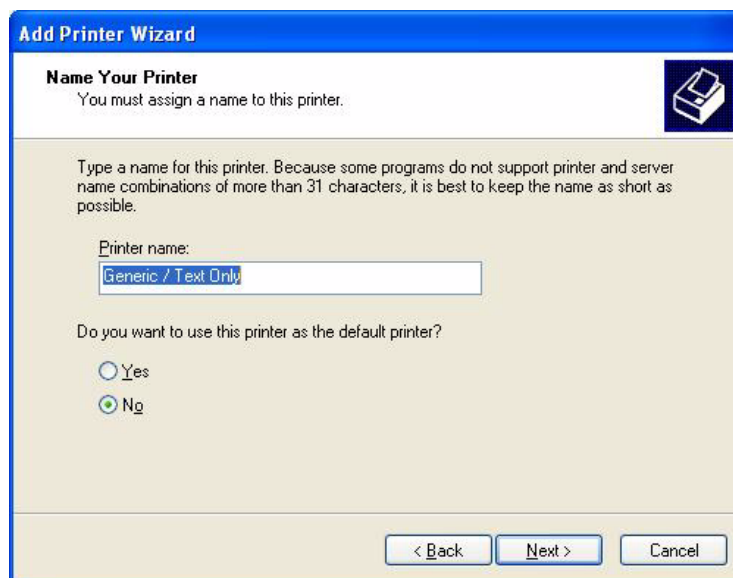 Add Printer Wizard
Name Your Printer
You must assign a name to this printer.
Type a name for this printer. Because some programs do not support printer and server
name combinations of more than 31 characters, it is best to keep the name as short as
possible.
Printer name:
Generic / Text Only
Do you want to use this printer as the default printer?
Yes
No
< Back Next > Cancel